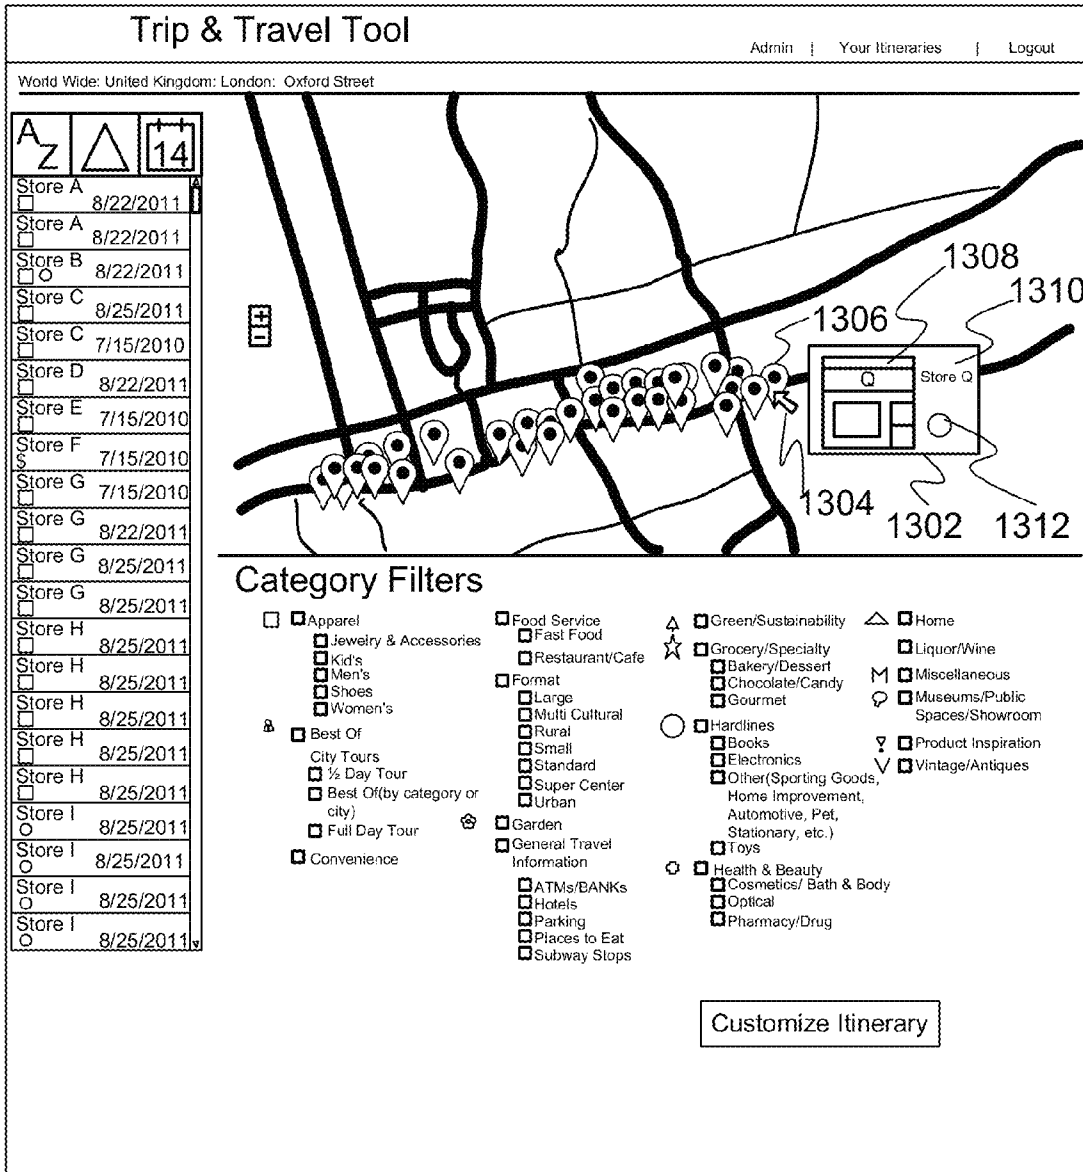 Trip & Travel Tool
Admin | Your Itineraries | Logout
World Wide: United Kingdom: London: Oxford Street
A Z
14
Store A
8/22/2011
Store A
8/22/2011
Store B
8/22/2011
Store C
8/25/2011
Store C
7/15/2010
Store D
8/22/2011
Store E
7/15/2010
Store F
$
7/15/2010
Store G
7/15/2010
Store G
8/22/2011
Store G
8/25/2011
Store G
8/25/2011
Store H
8/25/2011
Store H
8/25/2011
Store H
8/25/2011
Store H
8/25/2011
Store H
8/25/2011
Store I
8/25/2011
Store I
8/25/2011
Store I
8/25/2011
Store I
8/25/2011
+
−
1308
1310
1306
Q
Store Q
1304
1302
1312
Category Filters
Apparel
Jewelry & Accessories
Kid's
Men's
Shoes
Women's
Best Of
City Tours
½ Day Tour
Best Of(by category or
city)
Full Day Tour
Convenience
Food Service
Fast Food
Restaurant/Cafe
Format
Large
Multi Cultural
Rural
Small
Standard
Super Center
Urban
Garden
General Travel
Information
ATMs/BANKs
Hotels
Parking
Places to Eat
Subway Stops
Green/Sustainability
Grocery/Specialty
Bakery/Dessert
Chocolate/Candy
Gourmet
Hardlines
Books
Electronics
Other(Sporting Goods,
Home Improvement,
Automotive, Pet,
Stationary, etc.)
Toys
Health & Beauty
Cosmetics/ Bath & Body
Optical
Pharmacy/Drug
Home
Liquor/Wine
M Miscellaneous
Museums/Public
Spaces/Showroom
Product Inspiration
Vintage/Antiques
Customize Itinerary